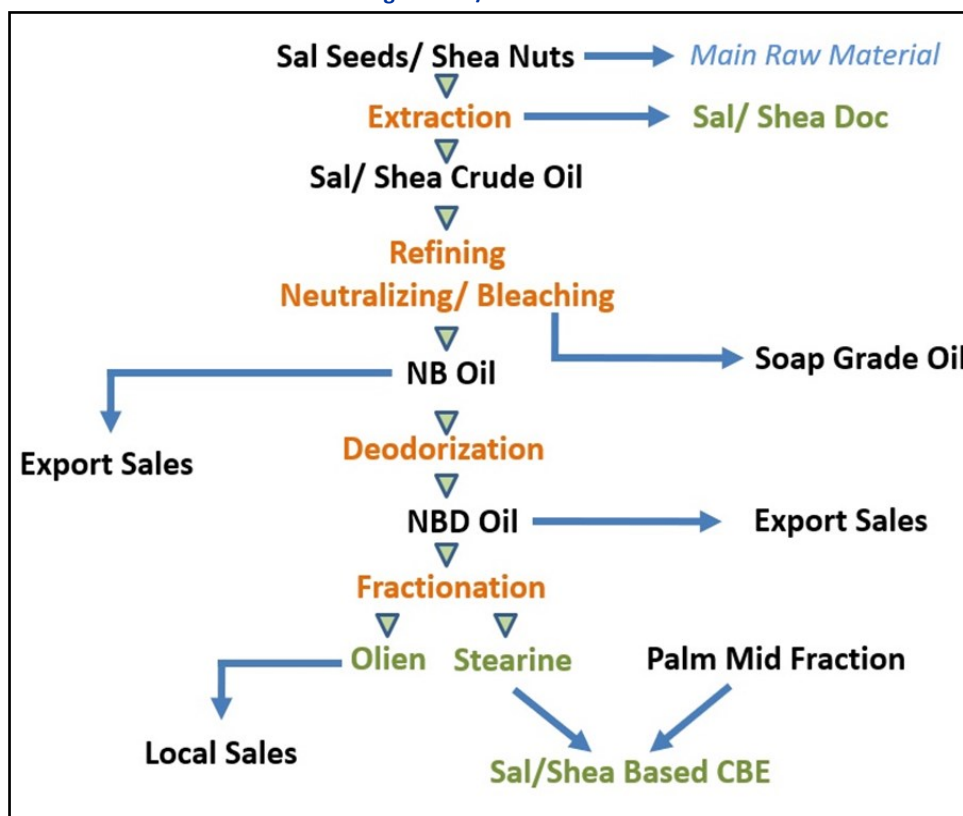 Sal Seeds/ Shea Nuts
Main Raw Material
Extraction
Sal/ Shea Doc
Sal/ Shea Crude Oil
Refining
Neutralizing/ Bleaching
Soap Grade Oil
NB Oil
Export Sales
Deodorization
NBD Oil
Export Sales
Fractionation
Olien
Stearine
Palm Mid Fraction
Local Sales
Sal/Shea Based CBE